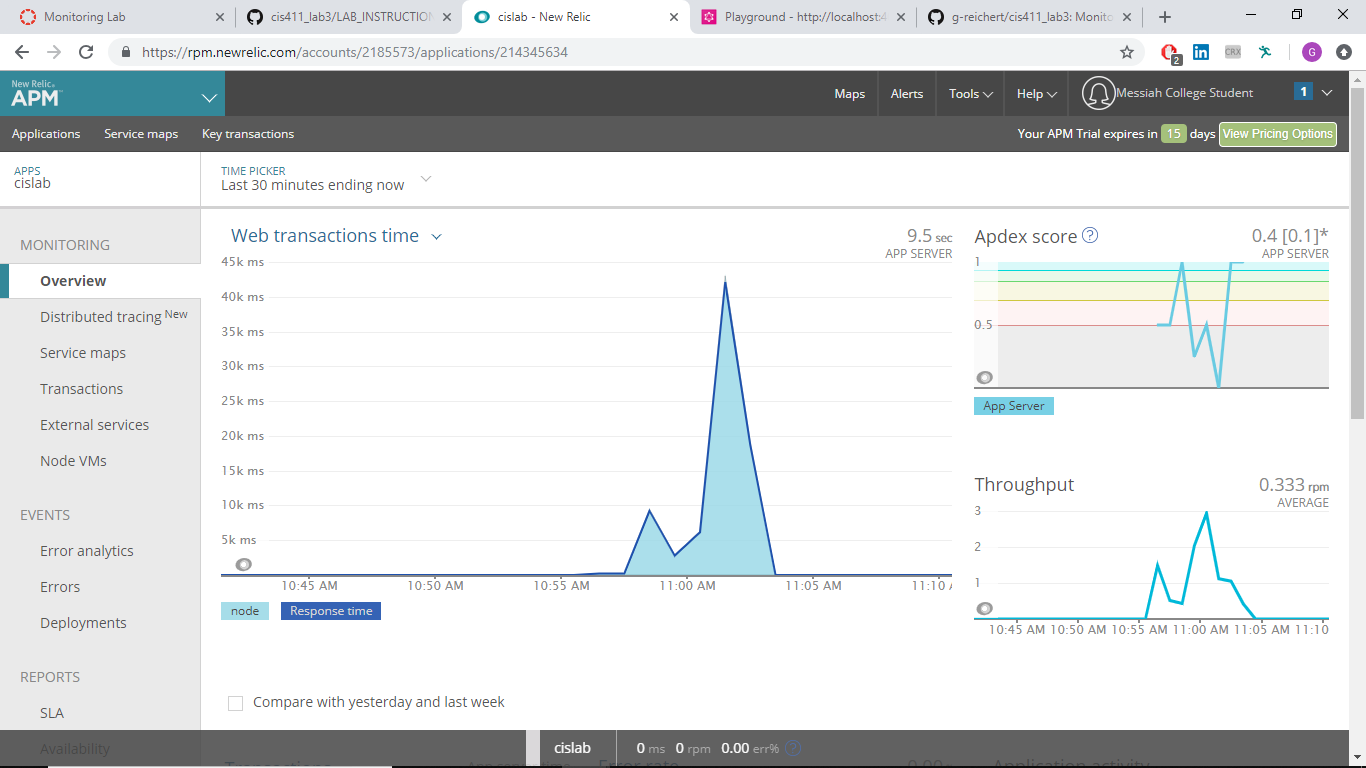 Monitoring Lab
cis411_lab3/LAB_INSTRUCTION
cislab - New Relic
Playground - http://localhost:4
g-reichert/cis411_lab3: Monito
https://rpm.newrelic.com/accounts/2185573/applications/214345634
2
CRX
G
New Relic
APM
Maps
Alerts
Tools
Help
Messiah College Student
1
Applications
Service maps
Key transactions
Your APM Trial expires in 15 days
View Pricing Options
APPS
cislab
TIME PICKER
Last 30 minutes ending now
MONITORING
Overview
Distributed tracing New
Service maps
Transactions
External services
Node VMs
EVENTS
Error analytics
Errors
Deployments
REPORTS
SLA
Availability
Web transactions time
9.5 sec
APP SERVER
45k ms
40k ms
35k ms
30k ms
25k ms
20k ms
15k ms
10k ms
5k ms
10:45 AM 10:50 AM 10:55 AM 11:00 AM 11:05 AM 11:10
node
Response time
Compare with yesterday and last week
Apdex score ?
0.4 [0.1]*
APP SERVER
1
0.5
App Server
Throughput
0.333 rpm
AVERAGE
3
2
1
10:45 AM 10:50 AM 10:55 AM 11:00 AM 11:05 AM 11:10
cislab
0 ms 0 rpm 0.00 err% ?
Transactions
Error rate
Application activity